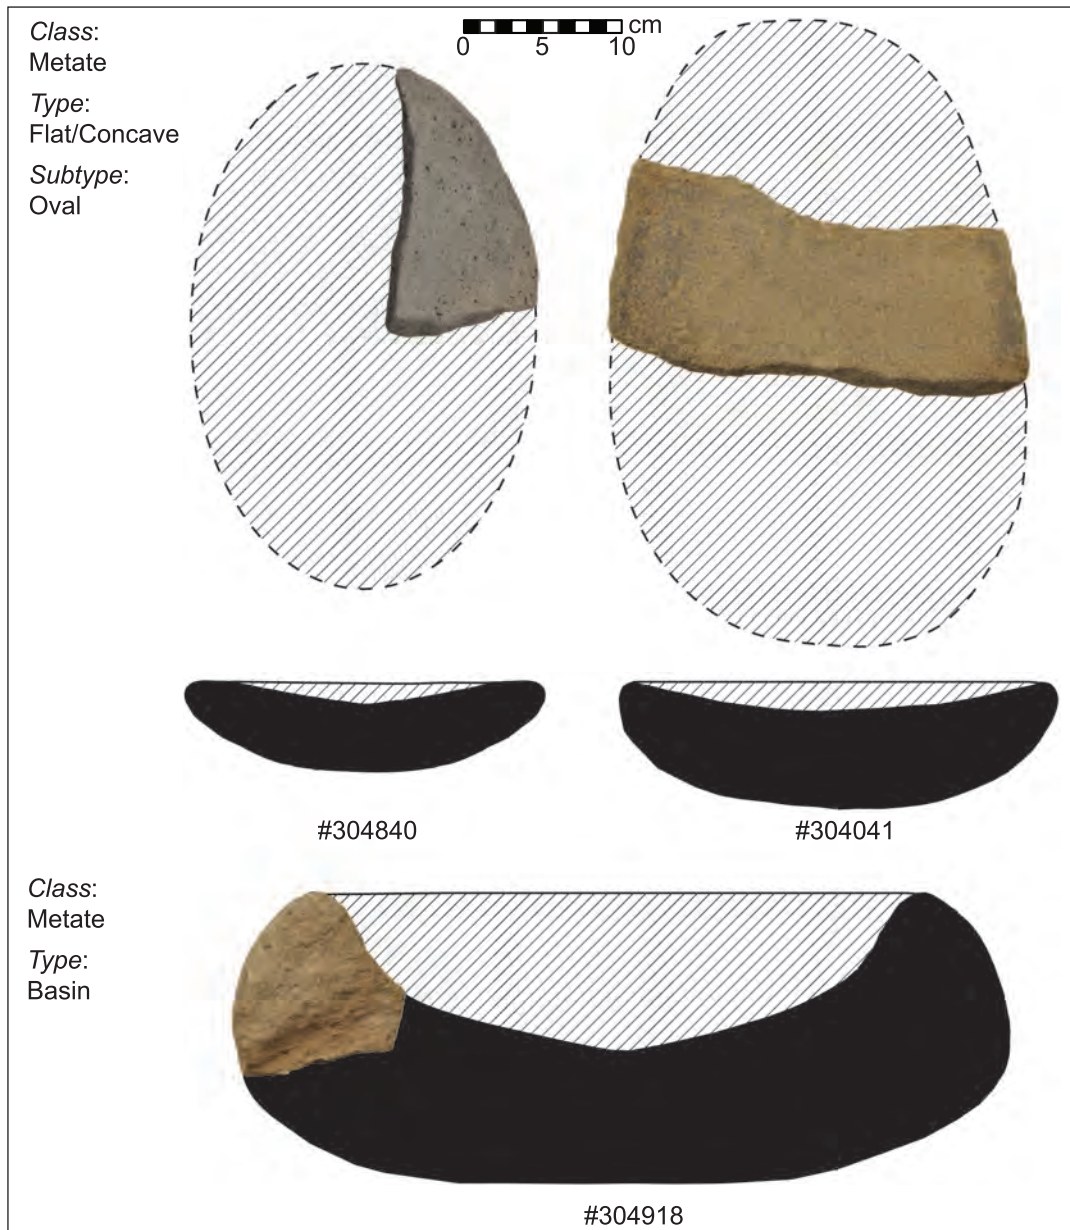 Class:
Metate
Type:
Flat/Concave
Subtype:
Oval
cm
0 5 10
#304840
#304041
Class:
Metate
Type:
Basin
#304918